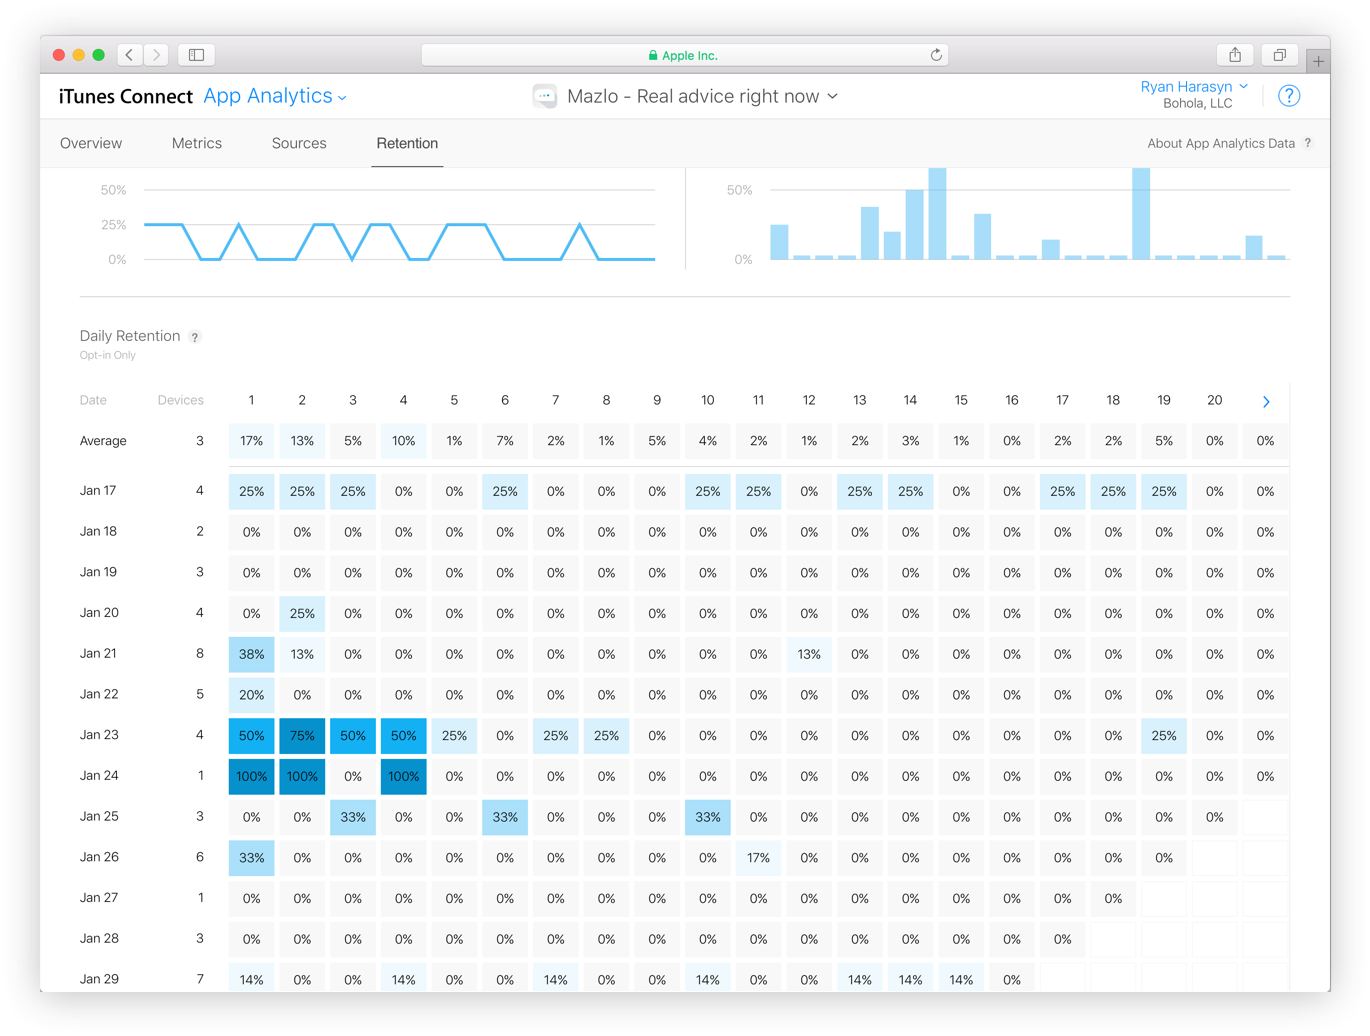 Apple Inc.
iTunes Connect App Analytics Mazlo - Real advice right now Ryan Harasyn
Bohola, LLC
?
Overview Metrics Sources Retention About App Analytics Data ?
50% 50%
25%
0% 0%
Daily Retention ?
Opt-in Only
Date Devices 1 2 3 4 5 6 7 8 9 10 11 12 13 14 15 16 17 18 19 20
Average 3 17% 13% 5% 10% 1% 7% 2% 1% 5% 4% 2% 1% 2% 3% 1% 0% 2% 2% 5% 0% 0%
Jan 17 4 25% 25% 25% 0% 0% 25% 0% 0% 0% 25% 25% 0% 25% 25% 0% 0% 25% 25% 25% 0% 0%
Jan 18 2 0% 0% 0% 0% 0% 0% 0% 0% 0% 0% 0% 0% 0% 0% 0% 0% 0% 0% 0% 0% 0%
Jan 19 3 0% 0% 0% 0% 0% 0% 0% 0% 0% 0% 0% 0% 0% 0% 0% 0% 0% 0% 0% 0% 0%
Jan 20 4 0% 25% 0% 0% 0% 0% 0% 0% 0% 0% 0% 0% 0% 0% 0% 0% 0% 0% 0% 0% 0%
Jan 21 8 38% 13% 0% 0% 0% 0% 0% 0% 0% 0% 0% 13% 0% 0% 0% 0% 0% 0% 0% 0% 0%
Jan 22 5 20% 0% 0% 0% 0% 0% 0% 0% 0% 0% 0% 0% 0% 0% 0% 0% 0% 0% 0% 0% 0%
Jan 23 4 50% 75% 50% 50% 25% 0% 25% 25% 0% 0% 0% 0% 0% 0% 0% 0% 0% 0% 25% 0% 0%
Jan 24 1 100% 100% 0% 100% 0% 0% 0% 0% 0% 0% 0% 0% 0% 0% 0% 0% 0% 0% 0% 0% 0%
Jan 25 3 0% 0% 33% 0% 0% 33% 0% 0% 0% 33% 0% 0% 0% 0% 0% 0% 0% 0% 0% 0%
Jan 26 6 33% 0% 0% 0% 0% 0% 0% 0% 0% 0% 17% 0% 0% 0% 0% 0% 0% 0% 0%
Jan 27 1 0% 0% 0% 0% 0% 0% 0% 0% 0% 0% 0% 0% 0% 0% 0% 0% 0% 0%
Jan 28 3 0% 0% 0% 0% 0% 0% 0% 0% 0% 0% 0% 0% 0% 0% 0% 0% 0%
Jan 29 7 14% 0% 0% 14% 0% 0% 14% 0% 0% 14% 0% 0% 14% 14% 14% 0%